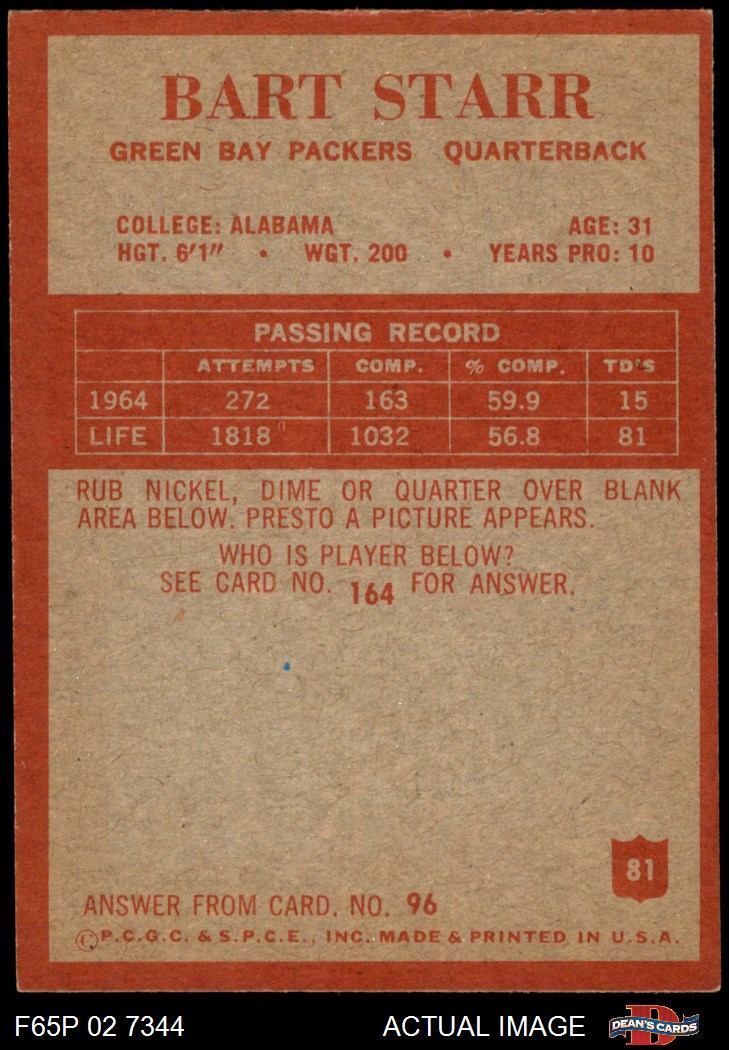 BART STARR
GREEN BAY PACKERS QUARTERBACK
COLLEGE: ALABAMA AGE: 31
HGT. 6'1" • WGT. 200 • YEARS PRO: 10
PASSING RECORD
ATTEMPTS COMP. % COMP. TD'S
1964 272 163 59.9 15
LIFE 1818 1032 56.8 81
RUB NICKEL, DIME OR QUARTER OVER BLANK
AREA BELOW. PRESTO A PICTURE APPEARS.
WHO IS PLAYER BELOW?
SEE CARD NO. 164 FOR ANSWER.
81
ANSWER FROM CARD. NO. 96
©P.C.G.C. & S.P.C.E., INC. MADE & PRINTED IN U.S.A.
F65P 02 7344 ACTUAL IMAGE D DEAN'S CARDS